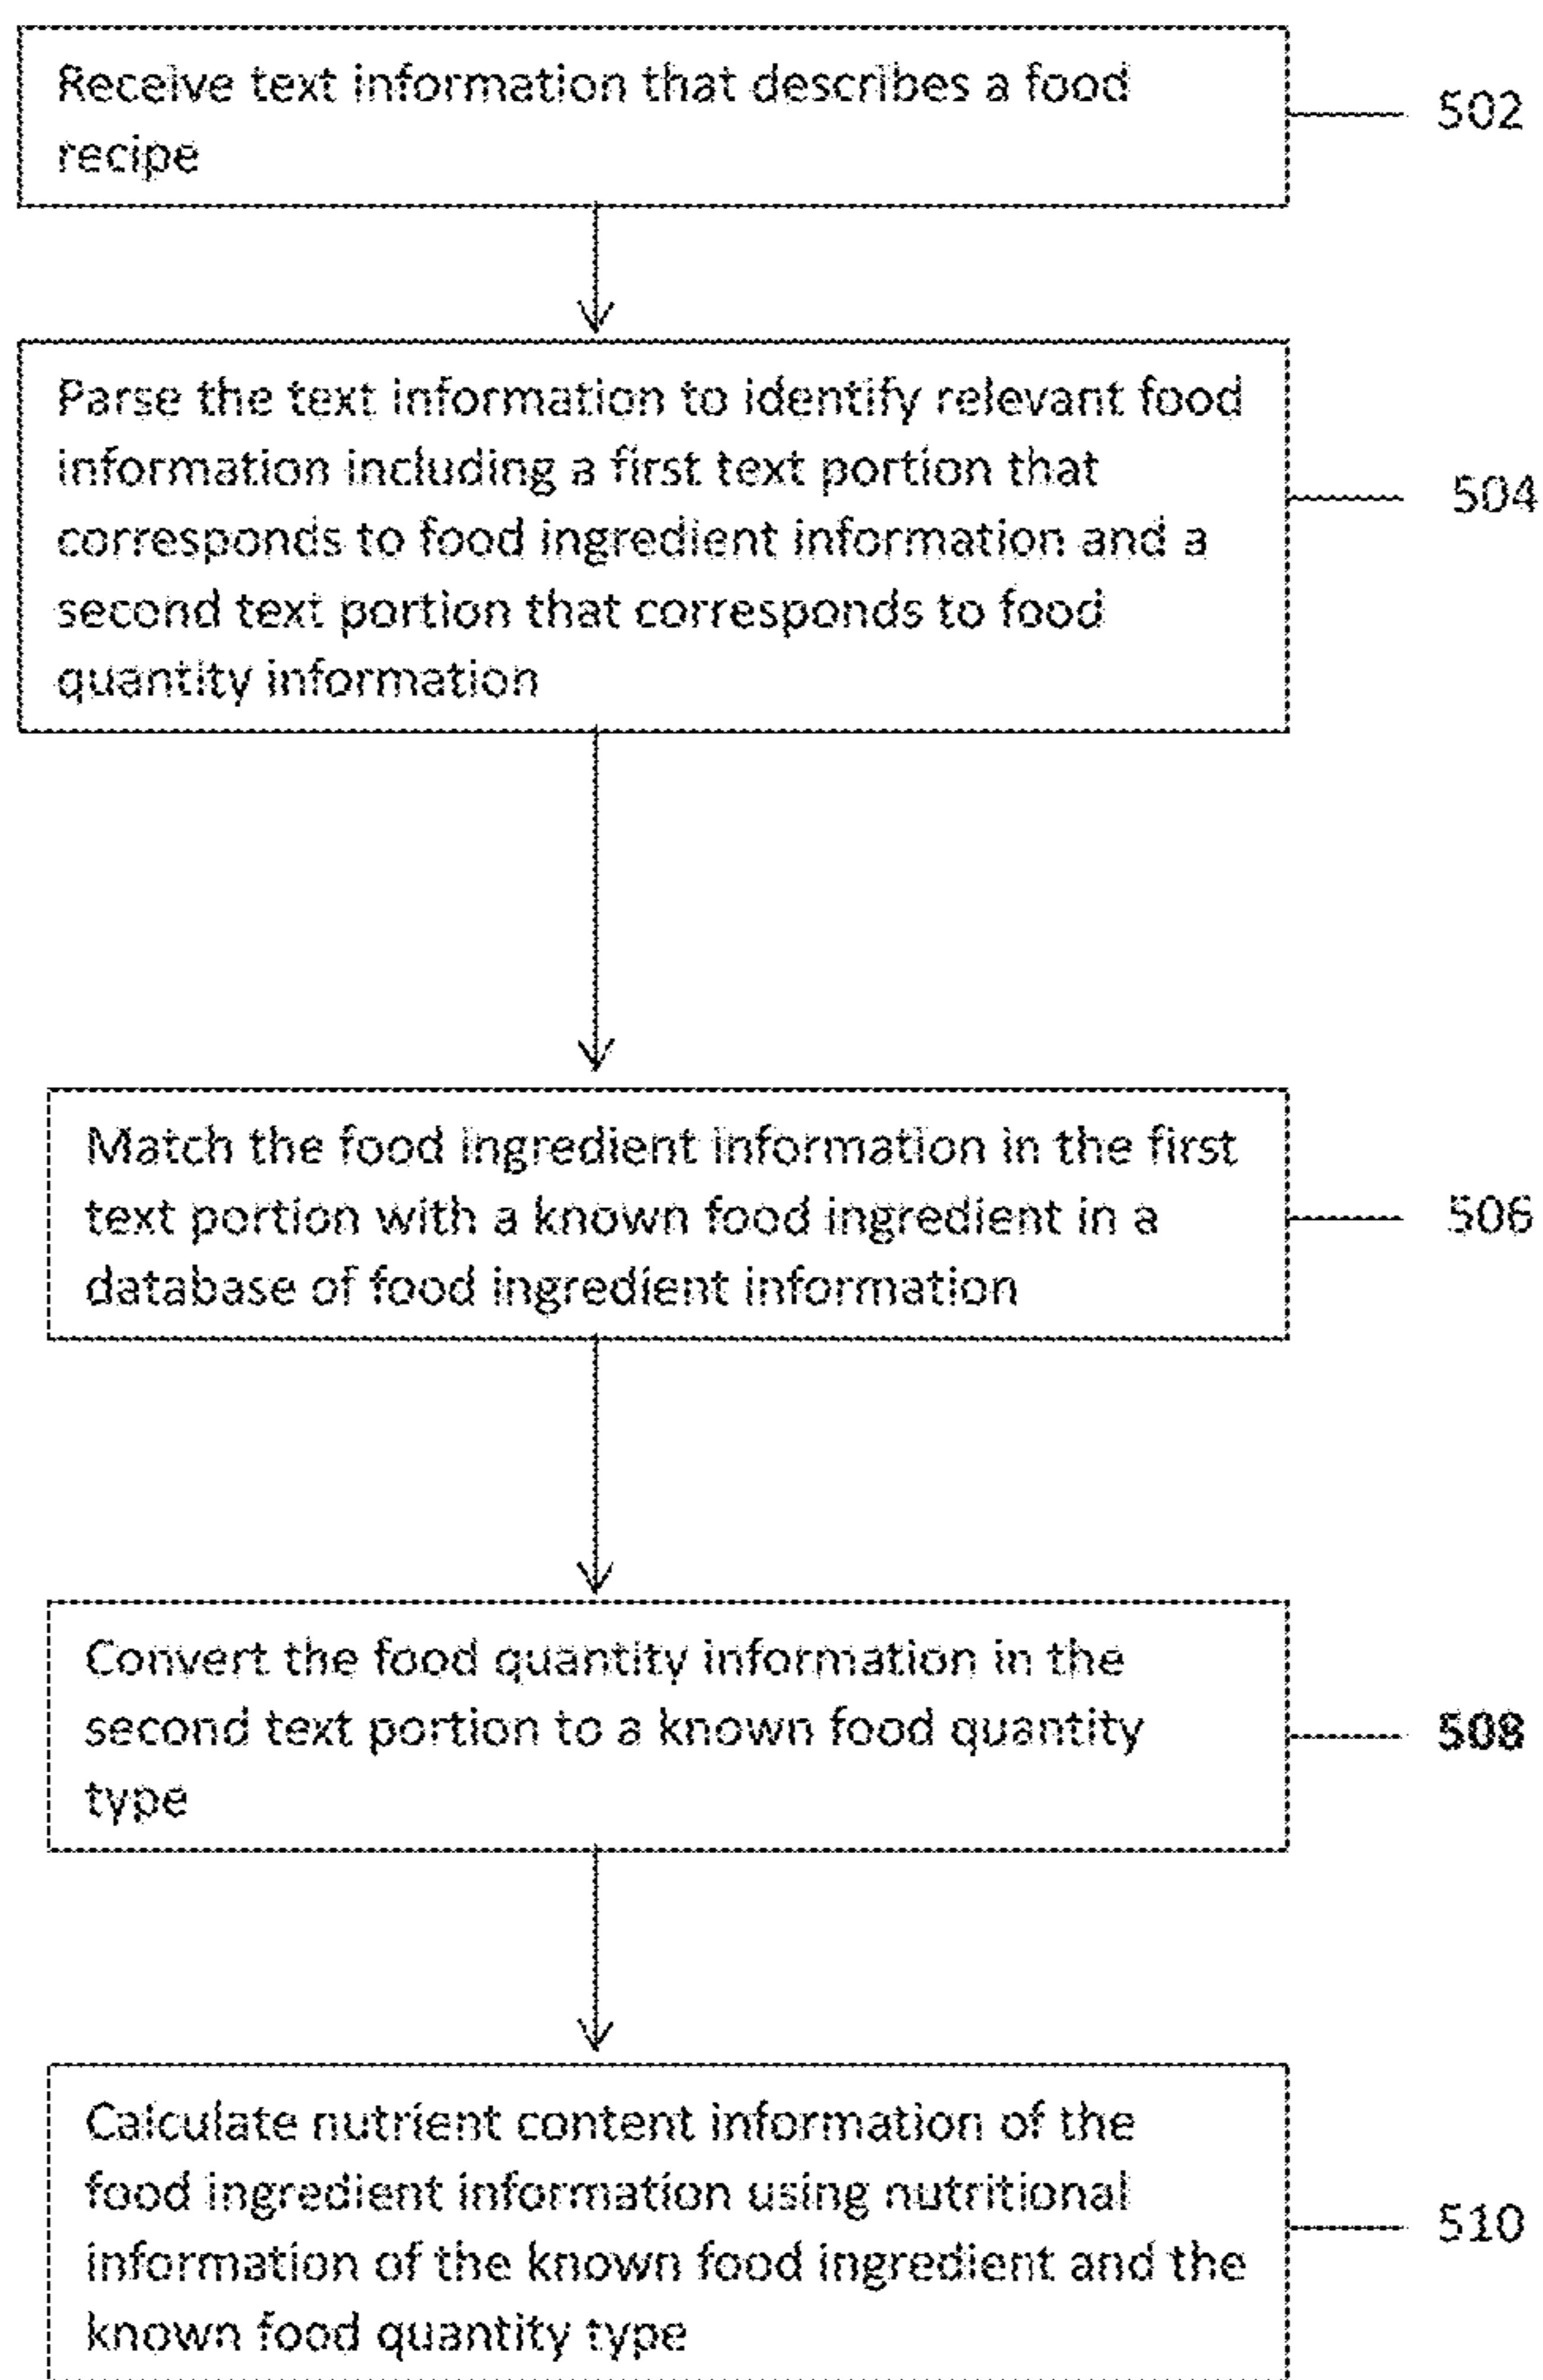 Receive text information that describes a food
recipe
502
Parse the text information to identify relevant food
information including a first text portion that
corresponds to food ingredient information and a
second text portion that corresponds to food
quantity information
504
Match the food ingredient information in the first
text portion with a known food ingredient in a
database of food ingredient information
506
Convert the food quantity information in the
second text portion to a known food quantity
type
508
Calculate nutrient content information of the
food ingredient information using nutritional
information of the known food ingredient and the
known food quantity type
510